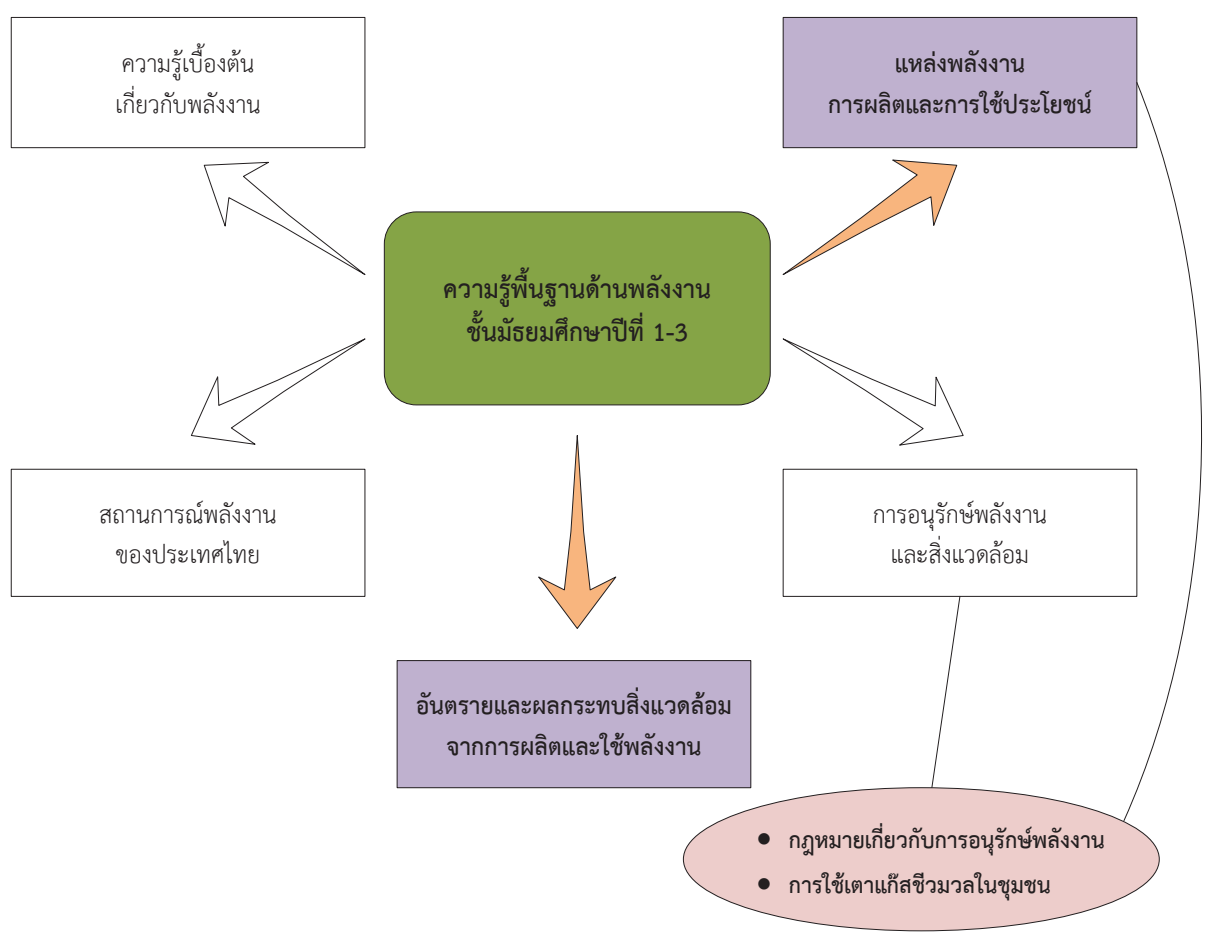 ความรู้เบื้องต้น
เกี่ยวกับพลังงาน
แหล่งพลังงาน
การผลิตและการใช้ประโยชน์
ความรู้พื้นฐานด้านพลังงาน
ชั้นมัธยมศึกษาปีที่ 1-3
สถานการณ์พลังงาน
ของประเทศไทย
การอนุรักษ์พลังงาน
และสิ่งแวดล้อม
อันตรายและผลกระทบสิ่งแวดล้อม
จากการผลิตและใช้พลังงาน
● กฎหมายเกี่ยวกับการอนุรักษ์พลังงาน
● การใช้เตาแก๊สชีวมวลในชุมชน